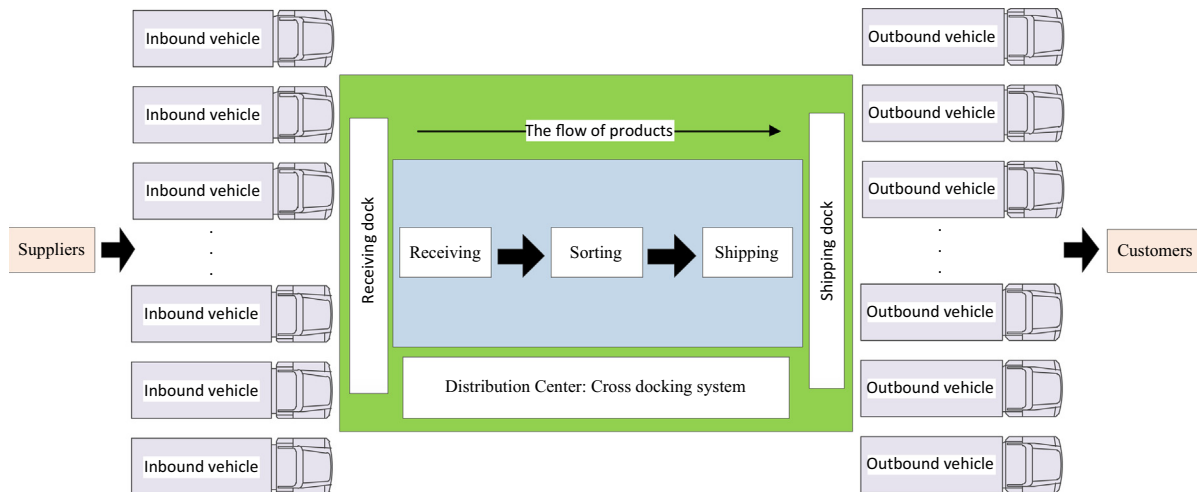 Suppliers
Inbound vehicle
Inbound vehicle
Inbound vehicle
Inbound vehicle
Inbound vehicle
Inbound vehicle
Receiving dock
The flow of products
Receiving
Sorting
Shipping
Distribution Center: Cross docking system
Shipping dock
Outbound vehicle
Outbound vehicle
Outbound vehicle
Outbound vehicle
Outbound vehicle
Outbound vehicle
Customers